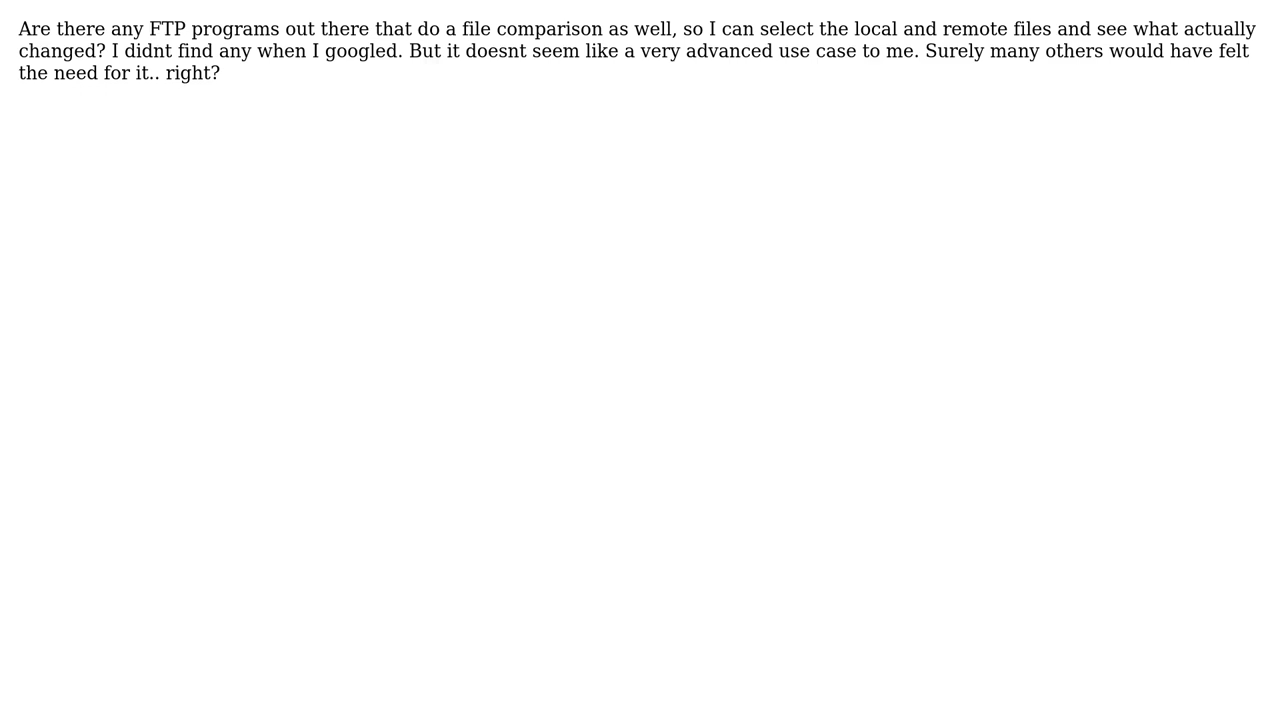 Are there any FTP programs out there that do a file comparison as well, so I can select the local and remote files and see what actually
changed? I didnt find any when I googled. But it doesnt seem like a very advanced use case to me. Surely many others would have felt
the need for it.. right?